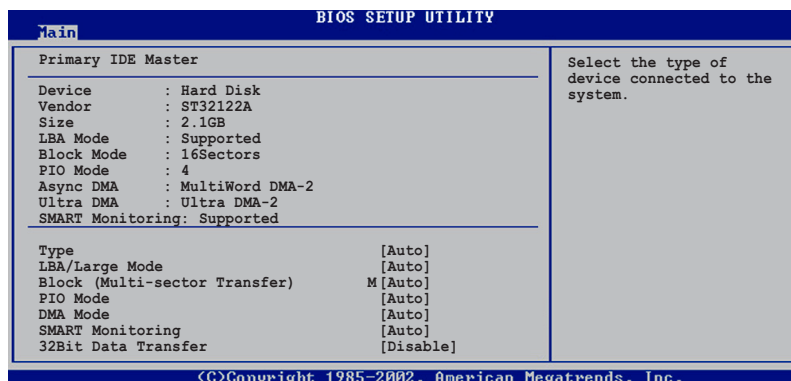 BIOS SETUP UTILITY
Main
Primary IDE Master
Device : Hard Disk
Vendor : ST32122A
Size : 2.1GB
LBA Mode : Supported
Block Mode : 16Sectors
PIO Mode : 4
Async DMA : MultiWord DMA-2
Ultra DMA : Ultra DMA-2
SMART Monitoring: Supported
Type [Auto]
LBA/Large Mode [Auto]
Block (Multi-sector Transfer) M[Auto]
PIO Mode [Auto]
DMA Mode [Auto]
SMART Monitoring [Auto]
32Bit Data Transfer [Disable]
Select the type of
device connected to the
system.
(C)Copyright 1985-2002, American Megatrends, Inc.